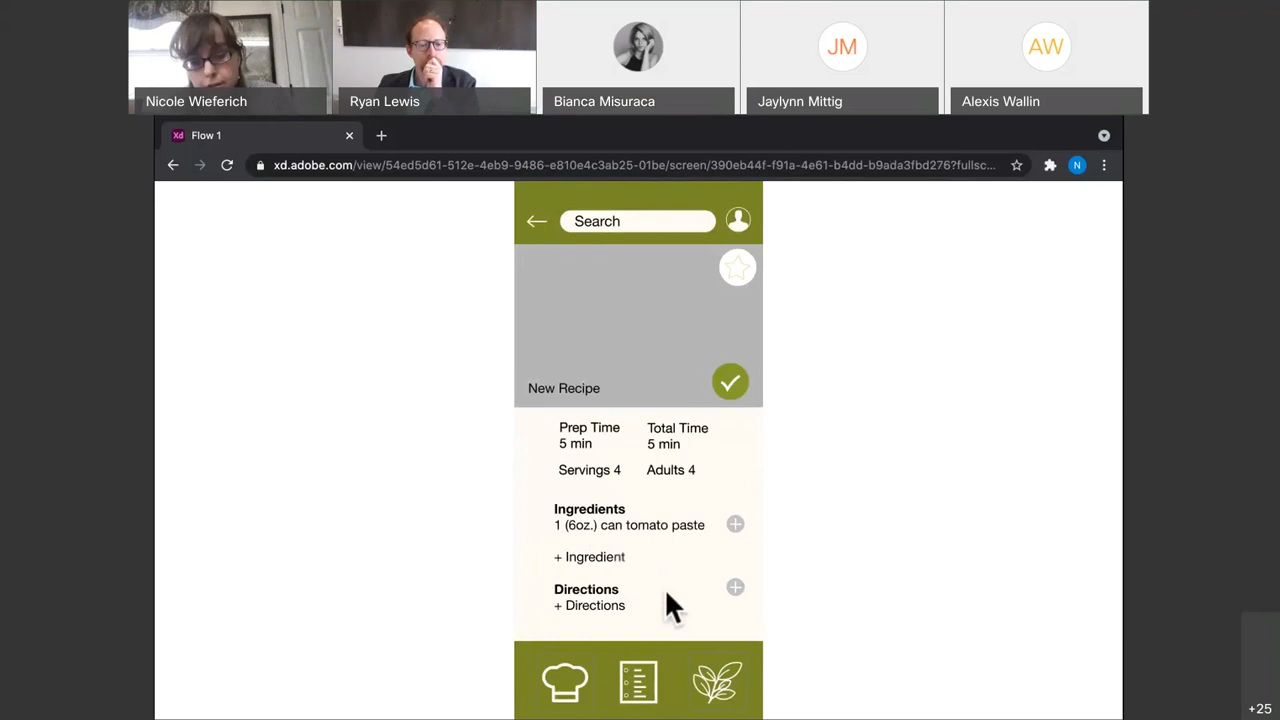 Nicole Wieferich
Ryan Lewis
Bianca Misuraca
JM
Jaylynn Mittig
AW
Alexis Wallin
Xd Flow 1
xd.adobe.com/view/54ed5d61-512e-4eb9-9486-e810e4c3ab25-01be/screen/390eb44f-f91a-4e61-b4dd-b9ada3fbd276?fullsc...
N
Search
New Recipe
Prep Time
5 min
Total Time
5 min
Servings 4
Adults 4
Ingredients
1 (6oz.) can tomato paste
+ Ingredient
Directions
+ Directions
+25